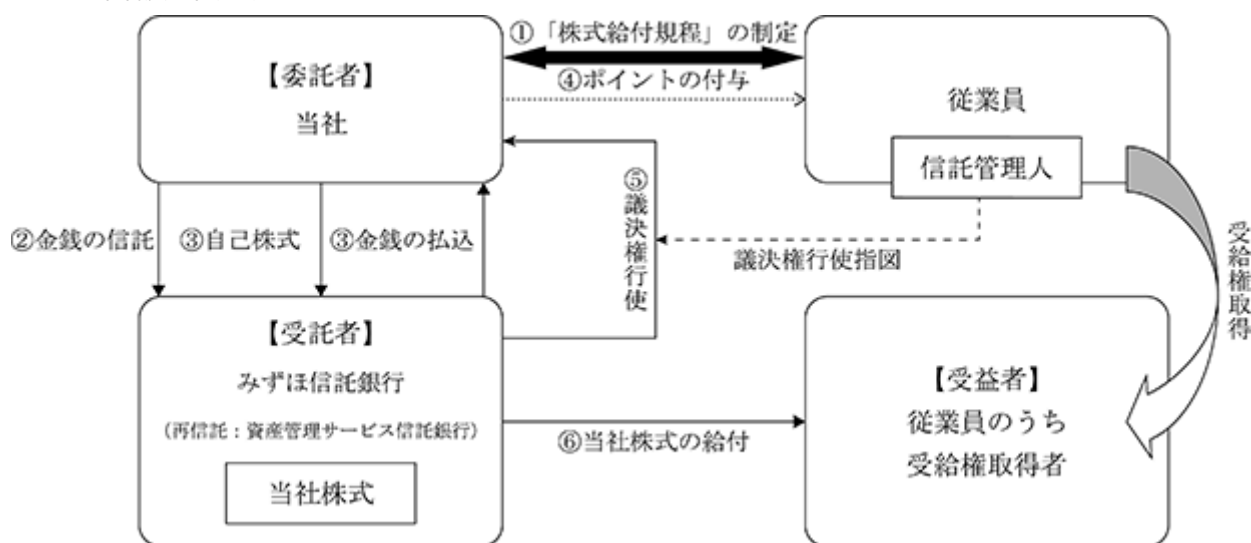 ①「株式給付規程」の制定
④ポイントの付与
【委託者】
当社
従業員
信託管理人
②金銭の信託
③自己株式
③金銭の払込
⑤議決権行使
議決権行使指図
受給権取得
【受託者】
みずほ信託銀行
(再信託：資産管理サービス信託銀行)
当社株式
⑥当社株式の給付
【受益者】
従業員のうち
受給権取得者